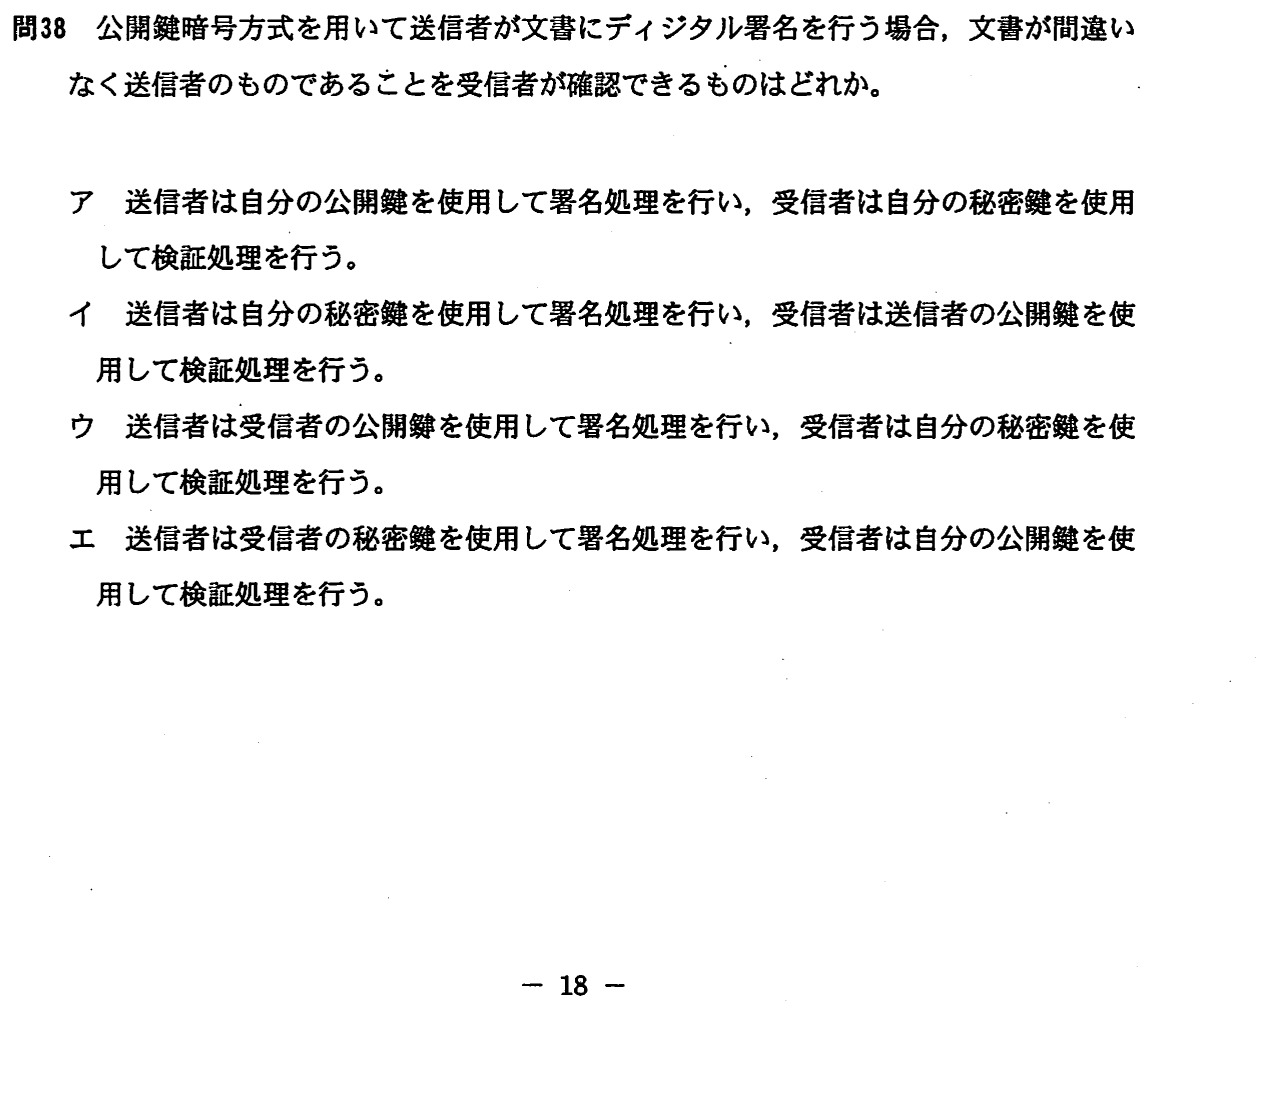 問38　公開鍵暗号方式を用いて送信者が文書にディジタル署名を行う場合，文書が間違い
なく送信者のものであることを受信者が確認できるものはどれか。
ア　送信者は自分の公開鍵を使用して署名処理を行い，受信者は自分の秘密鍵を使用
して検証処理を行う。
イ　送信者は自分の秘密鍵を使用して署名処理を行い，受信者は送信者の公開鍵を使
用して検証処理を行う。
ウ　送信者は受信者の公開鍵を使用して署名処理を行い，受信者は自分の秘密鍵を使
用して検証処理を行う。
エ　送信者は受信者の秘密鍵を使用して署名処理を行い，受信者は自分の公開鍵を使
用して検証処理を行う。
－ 18 －